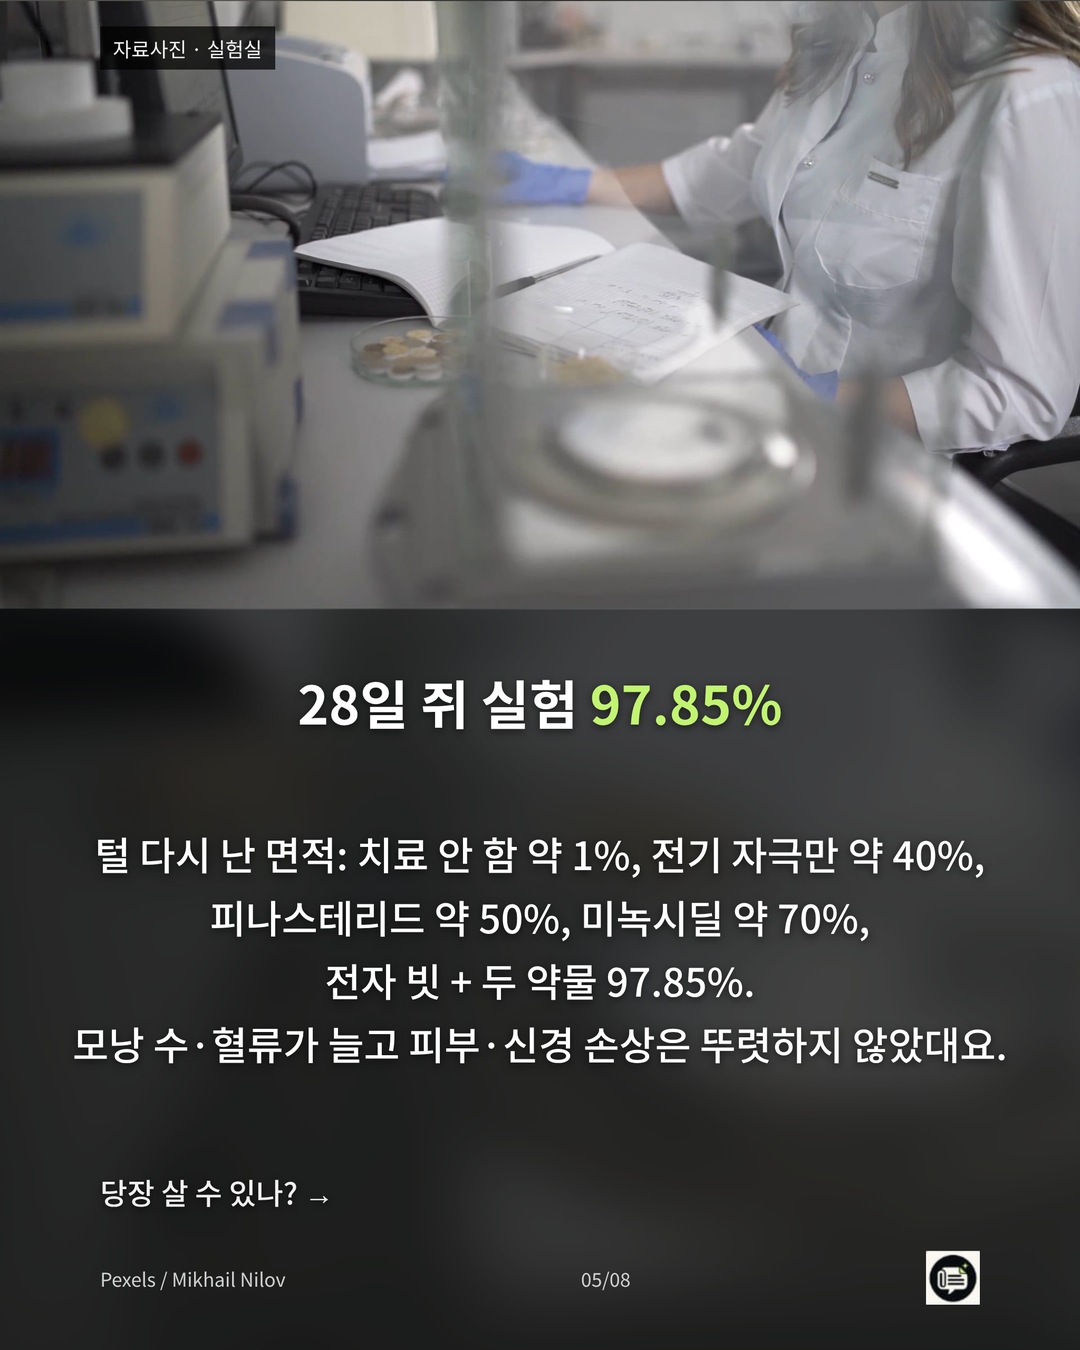 자료사진 · 실험실
28일 쥐 실험 97.85%
털 다시 난 면적: 치료 안 함 약 1%, 전기 자극만 약 40%,
피나스테리드 약 50%, 미녹시딜 약 70%,
전자 빗 + 두 약물 97.85%.
모낭 수·혈류가 늘고 피부·신경 손상은 뚜렷하지 않았대요.
당장 살 수 있나? →
Pexels / Mikhail Nilov
05/08